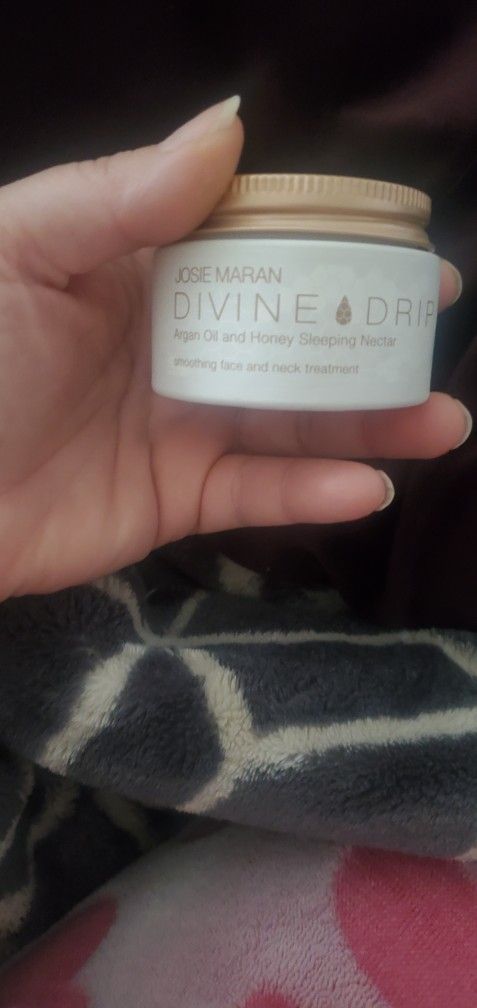 JOSIE MARAN
DIVINE DRIP
Argan Oil and Honey Sleeping Nectar
smoothing face and neck treatment